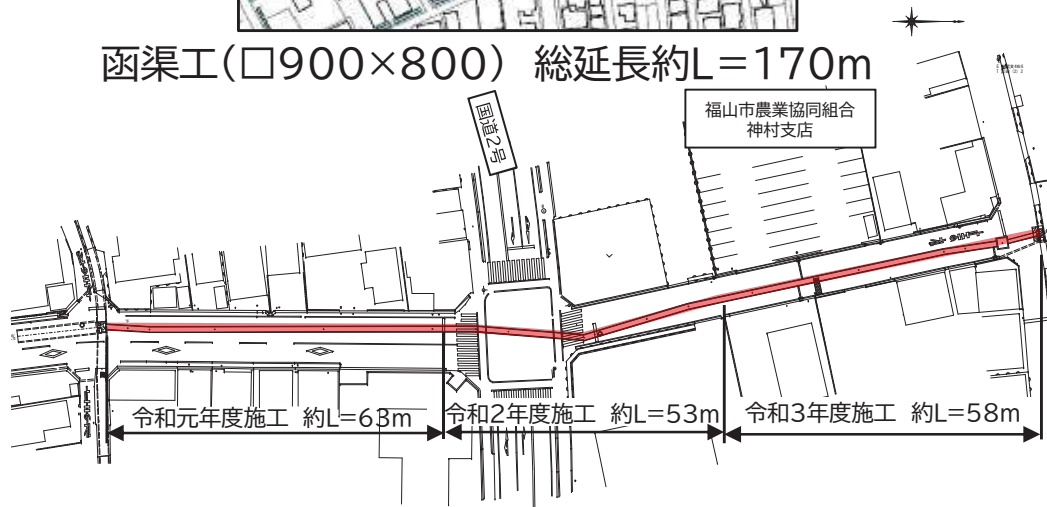 函渠工(□900×800) 総延長約L=170m
国道2号
福山市農業協同組合
神村支店
令和元年度施工 約L=63m
令和2年度施工 約L=53m
令和3年度施工 約L=58m